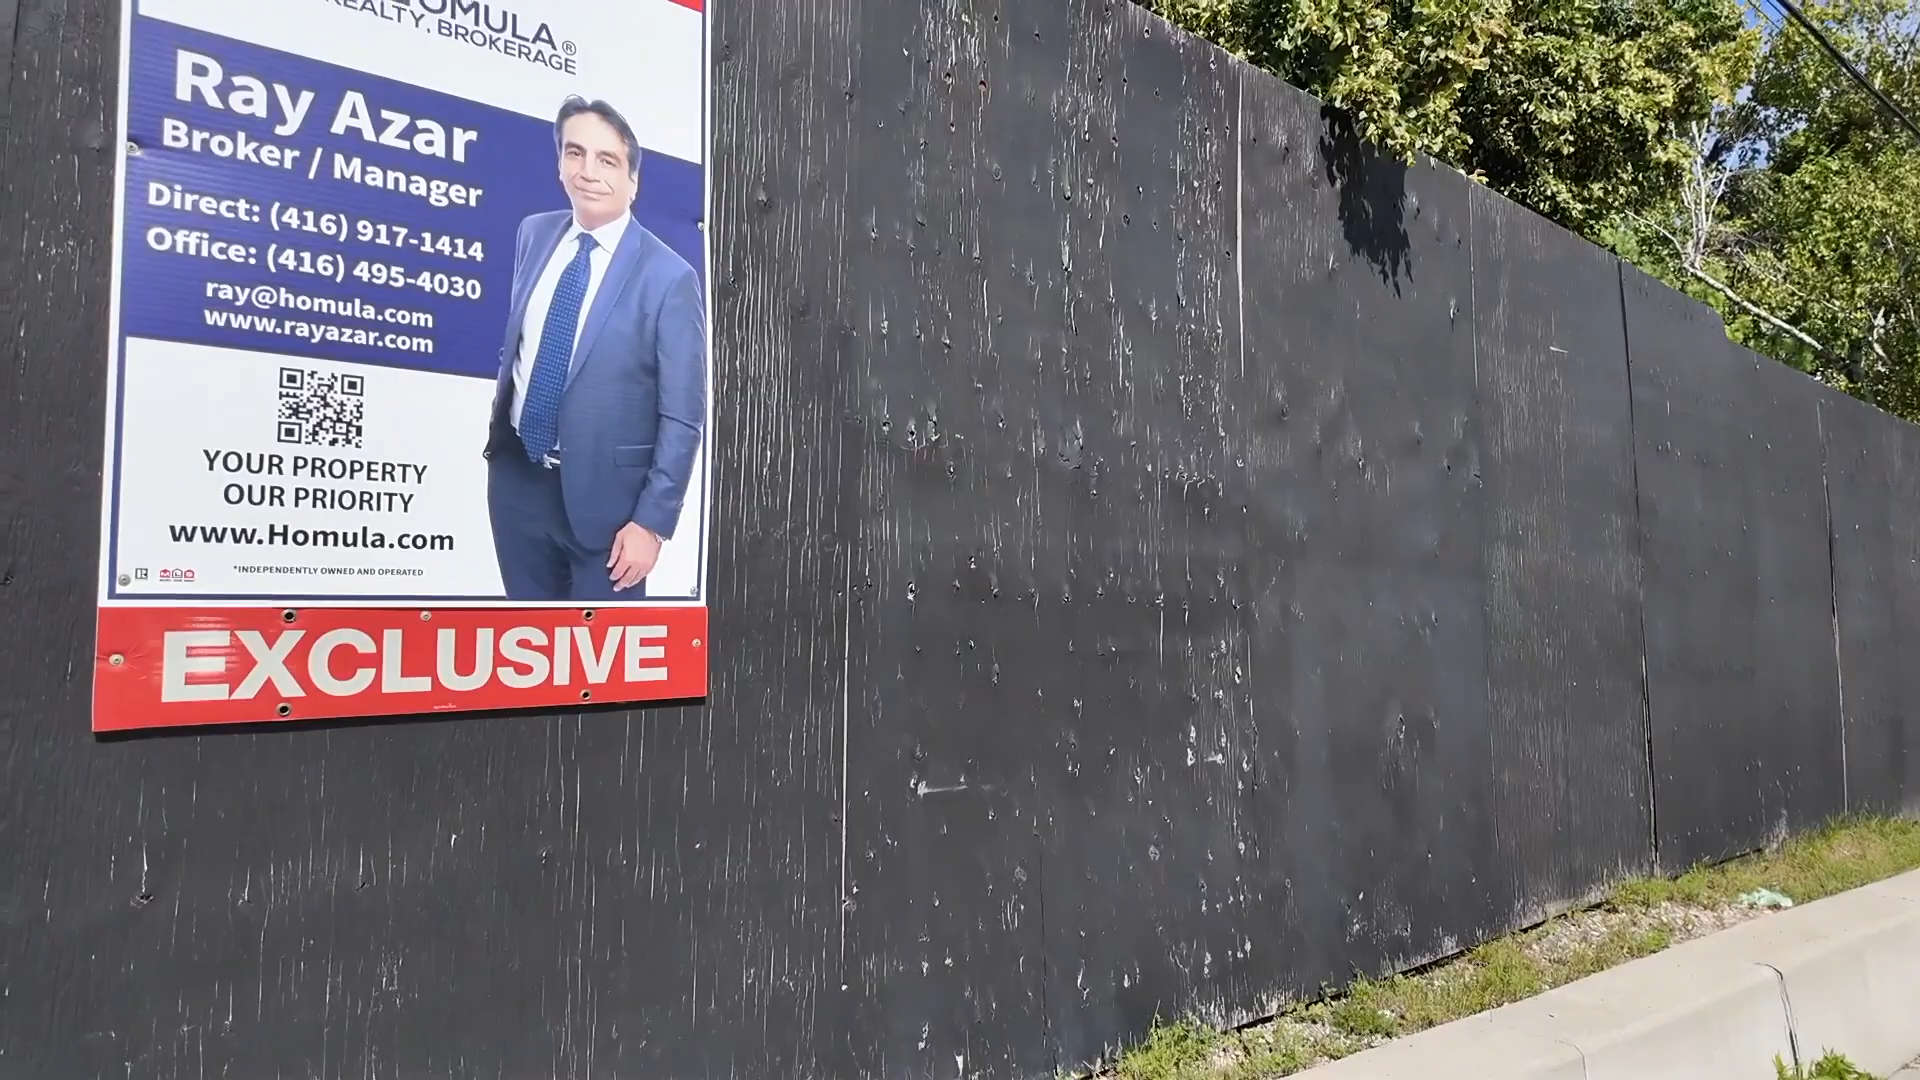 HOMULA®
REALTY, BROKERAGE
Ray Azar
Broker / Manager
Direct: (416) 917-1414
Office: (416) 495-4030
ray@homula.com
www.rayazar.com
YOUR PROPERTY
OUR PRIORITY
www.Homula.com
*INDEPENDENTLY OWNED AND OPERATED
EXCLUSIVE